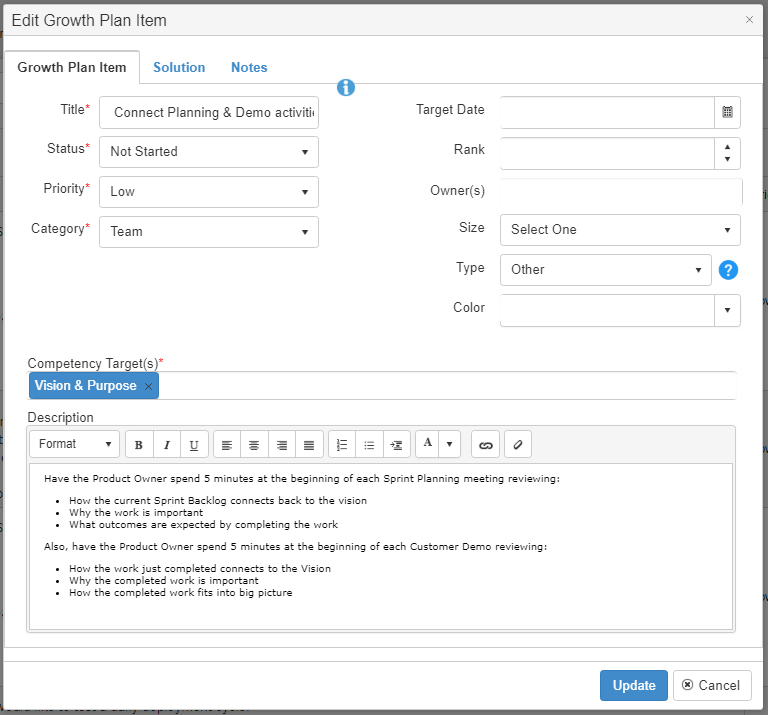 Edit Growth Plan Item
Growth Plan Item Solution Notes
Title* Connect Planning & Demo activiti
Target Date
Status* Not Started
Rank
Priority* Low
Owner(s)
Category* Team
Size Select One
Type Other ?
Color
Competency Target(s)*
Vision & Purpose ×
Description
Format B I U A
Have the Product Owner spend 5 minutes at the beginning of each Sprint Planning meeting reviewing:
• How the current Sprint Backlog connects back to the vision
• Why the work is important
• What outcomes are expected by completing the work
Also, have the Product Owner spend 5 minutes at the beginning of each Customer Demo reviewing:
• How the work just completed connects to the Vision
• Why the completed work is important
• How the completed work fits into big picture
Update Cancel